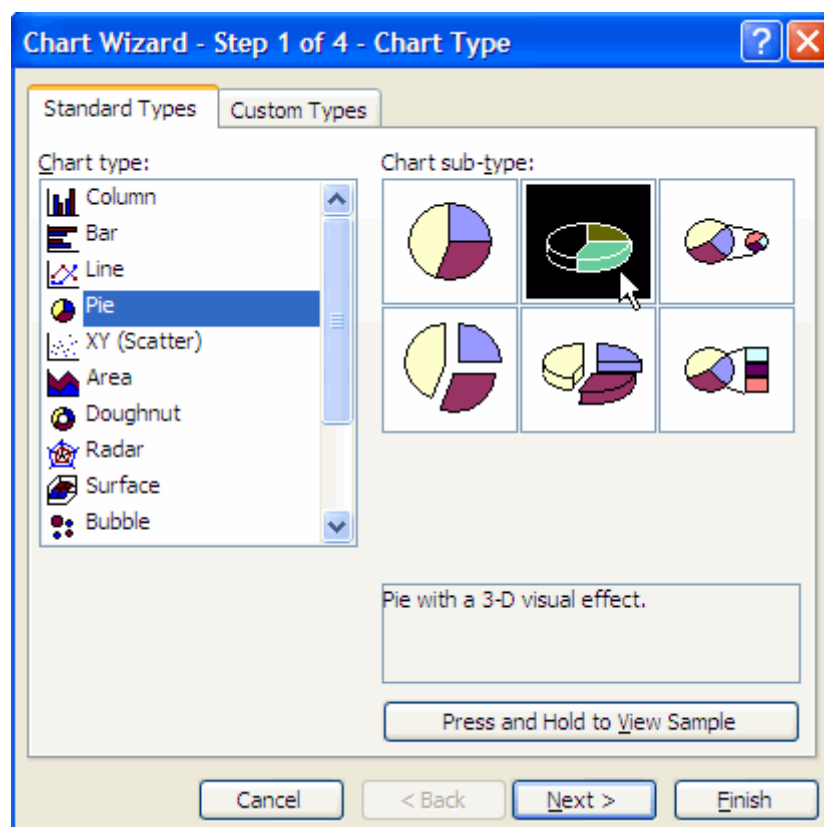 Chart Wizard - Step 1 of 4 - Chart Type
?
Standard Types
Custom Types
Chart type:
Chart sub-type:
Column
Bar
Line
Pie
XY (Scatter)
Area
Doughnut
Radar
Surface
Bubble
Pie with a 3-D visual effect.
Press and Hold to View Sample
Cancel
< Back
Next >
Finish